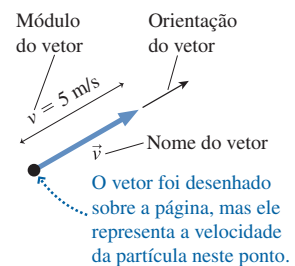 Módulo
do vetor
Orientação
do vetor
v = 5 m/s
Nome do vetor
v⃗
O vetor foi desenhado
sobre a página, mas ele
representa a velocidade
da partícula neste ponto.